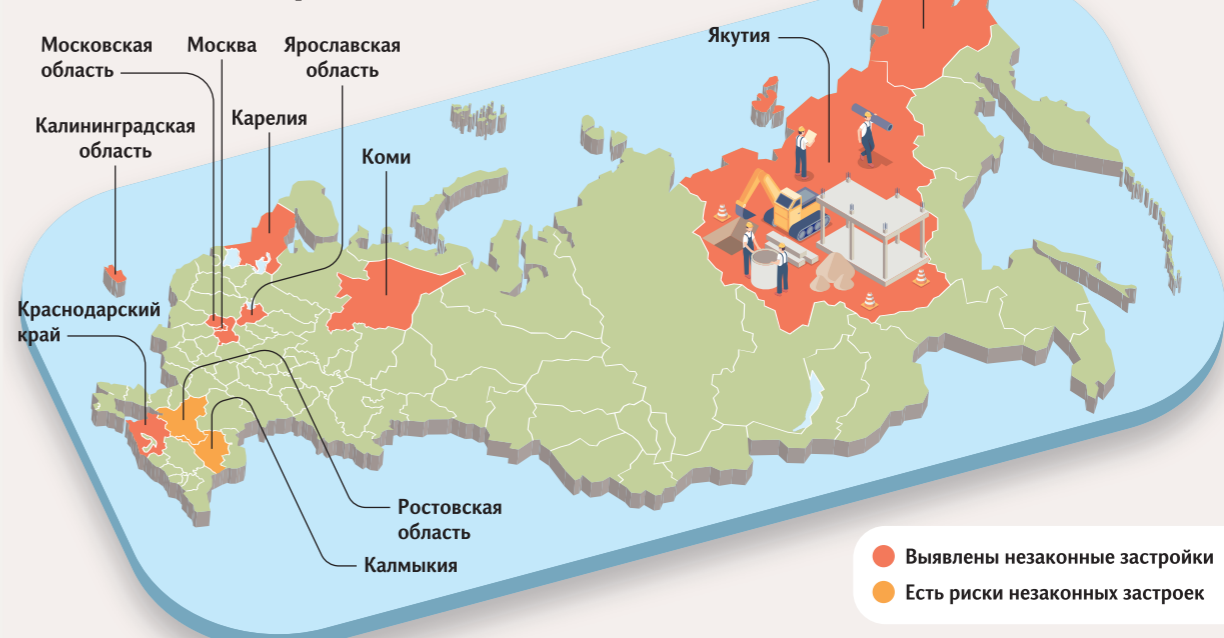 Якутия
Московская
область
Москва
Ярославская
область
Калининградская
область
Карелия
Коми
Краснодарский
край
Ростовская
область
Калмыкия
Выявлены незаконные застройки
Есть риски незаконных застроек